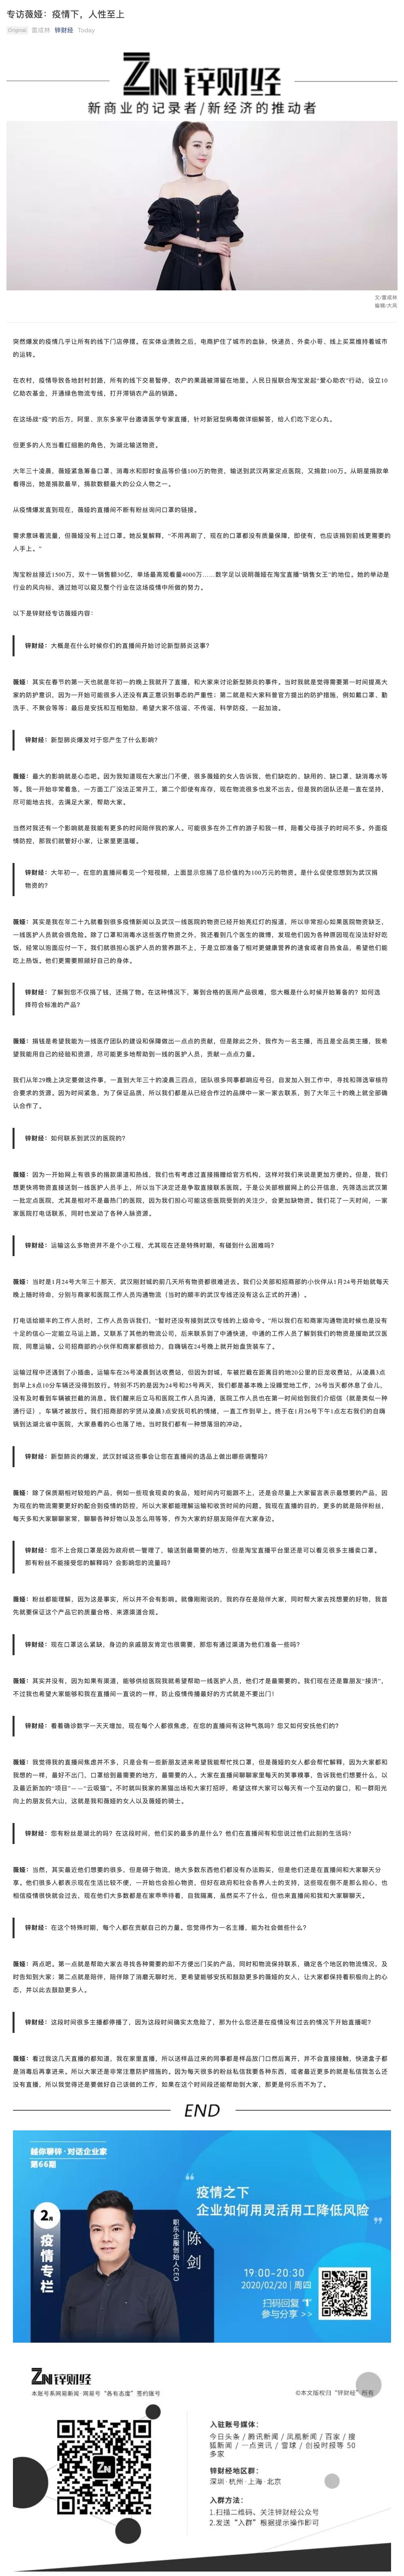 专访薇娅：疫情下，人性至上
Original 雷成林 锌财经 Today
ZN 锌财经
新商业的记录者/新经济的推动者
文/雷成林
编辑/大风
突然爆发的疫情几乎让所有的线下门店停摆。在实体业溃败之后，电商护住了城市的血脉，快递员、外卖小哥、线上买菜维持着城市
的运转。
在农村，疫情导致各地封村封路，所有的线下交易暂停，农户的果蔬被滞留在地里。人民日报联合淘宝发起“爱心助农”行动，设立10
亿助农基金，开通绿色物流专线，打开滞销农产品的销路。
在这场战“疫”的后方，阿里、京东多家平台邀请医学专家直播，针对新冠型病毒做详细解答，给人们吃下定心丸。
但更多的人充当着红细胞的角色，为湖北输送物资。
大年三十凌晨，薇娅紧急筹备口罩、消毒水和即时食品等价值100万的物资，输送到武汉两家定点医院，又捐款100万。从明星捐款单
看得出，她是捐款最早，捐款数额最大的公众人物之一。
从疫情爆发直到现在，薇娅的直播间不断有粉丝询问口罩的链接。
需求意味着流量，但薇娅没有上过口罩。她反复解释，“不用再刷了，现在的口罩都没有质量保障，即使有，也应该捐到前线更需要的
人手上。”
淘宝粉丝接近1500万，双十一销售额30亿，单场最高观看量4000万……数字足以说明薇娅在淘宝直播“销售女王”的地位。她的举动是
行业的风向标，通过她可以窥见整个行业在这场疫情中所做的努力。
以下是锌财经专访薇娅内容：
锌财经：大概是在什么时候你们的直播间开始讨论新型肺炎这事？
薇娅：其实在春节的第一天也就是年初一的晚上我就开了直播，和大家来讨论新型肺炎的事件。当时我就是觉得需要第一时间提高大
家的防护意识，因为一开始可能很多人还没有真正意识到事态的严重性；第二就是和大家科普官方提出的防护措施，例如戴口罩、勤
洗手、不聚会等等；最后是安抚和互相勉励，希望大家不信谣、不传谣，科学防疫，一起加油。
锌财经：新型肺炎爆发对于您产生了什么影响？
薇娅：最大的影响就是心态吧。因为我知道现在大家出门不便，很多薇娅的女人告诉我，他们缺吃的、缺用的、缺口罩、缺消毒水等
等。我一开始非常着急，一方面工厂没法正常开工，第二个即使有库存，现在物流很多也发不出去。但是我的团队还是一直在坚持，
尽可能地去找，去满足大家，帮助大家。
当然对我还有一个影响就是我能有更多的时间陪伴我的家人。可能很多在外工作的游子和我一样，陪着父母孩子的时间不多。外面疫
情防控，那我们就管好小家，让家里更温暖。
锌财经：大年初一，在您的直播间看见一个短视频，上面显示您捐了总价值约为100万元的物资。是什么促使您想到为武汉捐
物资的？
薇娅：其实是我在年二十九就看到很多疫情新闻以及武汉一线医院的物资已经开始亮红灯的报道，所以非常担心如果医院物资缺乏，
一线医护人员就会很危险。除了口罩和消毒水这些医疗物资之外，我还看到几个医生的微博，发现他们因为各种原因现在没法好好吃
饭，经常以泡面应付一下。我们就很担心医护人员的营养跟不上，于是立即准备了相对更健康营养的速食或者自热食品，希望他们能
吃上热饭。他们更需要照顾好自己的身体。
锌财经：了解到您不仅捐了钱，还捐了物。在这种情况下，筹到合格的医用产品很难，您大概是什么时候开始筹备的？如何选
择符合标准的产品？
薇娅：捐钱是希望我能为一线医疗团队的建设和保障做出一点点的贡献，但是除此之外，我作为一名主播，而且是全品类主播，我希
望我能用自己的经验和资源，尽可能更多地帮助到一线的医护人员，贡献一点点力量。
我们从年29晚上决定要做这件事，一直到大年三十的凌晨三四点，团队很多同事都响应号召，自发加入到工作中，寻找和筛选审核符
合要求的货源。因为时间紧急，为了保证品质，所以我们都是从已经合作过的品牌中一家一家去联系，到了大年三十的晚上就全部确
认合作了。
锌财经：如何联系到武汉的医院的？
薇娅：因为一开始网上有很多的捐款渠道和热线，我们也有考虑过直接捐赠给官方机构，这样对我们来说是更加方便的。但是，我们
想更快将物资直接送到一线医护人员手上，所以当下决定还是争取直接联系医院。于是公关部根据网上的公开信息，先筛选出武汉第
一批定点医院，尤其是相对不是最热门的医院，因为我们担心可能这些医院受到的关注少，会更加缺物资。我们花了一天时间，一家
家医院打电话联系，同时也发动了各种人脉资源。
锌财经：运输这么多物资并不是个小工程，尤其现在还是特殊时期，有碰到什么困难吗？
薇娅：当时是1月24号大年三十那天，武汉刚封城的前几天所有物资都很难进去。我们公关部和招商部的小伙伴从1月24号开始就每天
晚上随时待命，分别与商家和医院工作人员沟通物流（当时的顺丰的武汉专线还没有这么正式的开通）。
打电话给顺丰的工作人员时，工作人员告诉我们，“暂时还没有接到武汉专线的上级命令。”所以我们在和商家沟通物流时候也是没有
十足的信心一定能立马运上路。又联系了其他的物流公司，后来联系到了中通快递，中通的工作人员了解到我们的物资是援助武汉医
院，同意运输。公司招商部的小伙伴和商家都很给力，自嗨锅在24号晚上就开始盘货装车了。
运输过程中还遇到了小插曲。运输车在26号凌晨到达收费站，但因为封城，车被拦截在距离目的地20公里的巨龙收费站，从凌晨3点
到早上8点10分车辆还没得到放行。特别不巧的是因为24号和25号两天，我们都是基本晚上没睡觉地工作，26号当天都休息了会儿，
没有及时看到车辆被拦截的消息。我们醒来后立马和医院工作人员沟通，医院工作人员也在第一时间给到我们介绍信（就是类似一种
通行证），车辆才被放行。我们招商部的宇贤从凌晨3点安抚司机的情绪，一直工作到早上。终于在1月26号下午1点左右我们的自嗨
锅到达湖北省中医院，大家悬着的心也落了地。当时我们都有一种想落泪的冲动。
锌财经：新型肺炎的爆发，武汉封城这些事会让您在直播间的选品上做出哪些调整吗？
薇娅：除了保质期相对较短的产品，例如一些现食现卖的食品，短时间内可能跟不上，还是会尽量上大家留言表示最想要的产品，因
为现在的物流需要更好的配合到疫情的防控，所以大家都能理解运输和收货时间的问题。我现在直播的目的，更多的就是陪伴粉丝，
每天多和大家聊聊家常，聊聊各种好物以及怎么用等等，作为大家的好朋友陪伴在大家身边。
锌财经：您不上合规口罩是因为政府统一管理了，输送到最需要的地方，但是淘宝直播平台里还是可以看见很多主播卖口罩。
那有粉丝不能接受您的解释吗？会影响您的流量吗？
薇娅：粉丝都能理解，因为这是事实，所以并不会有影响。就像刚刚说的，我的存在是陪伴大家，同时帮大家去找想要的好物，我首
先就要保证这个产品它的质量合格、来源渠道合规。
锌财经：现在口罩这么紧缺，身边的亲戚朋友肯定也很需要，那您有通过渠道为他们准备一些吗？
薇娅：其实并没有，因为如果有渠道，能够供给医院我就希望帮助一线医护人员，他们才是最需要的。我们现在还是靠朋友“接济”，
不过我也希望大家能够和我在直播间一直说的一样，防止疫情传播最好的方式就是不要出门！
锌财经：看着确诊数字一天天增加，现在每个人都很焦虑、在您的直播间有这种气氛吗？您又如何安抚他们的？
薇娅：我觉得我的直播间焦虑并不多，只是会有一些新朋友进来希望我能帮忙找口罩，但是薇娅的女人都会帮忙解释，因为大家都和
我想的一样，最好不出门，口罩给到最需要的地方，最需要的人。大家在直播间聊聊家里每天的笑事糗事，告诉我他们想要什么，以
及最近新加的“项目”——“云吸猫”。不时就叫我家的黑猫出场和大家打招呼，希望这样大家可以每天有一个互动的窗口，和一群阳光
向上的朋友侃大山，这就是我和薇娅的女人以及薇娅的骑士。
锌财经：您有粉丝是湖北的吗？在这段时间，他们买的最多的是什么？他们在直播间有和您说过他们此刻的生活吗？
薇娅：当然，其实最近他们想要的很多，但是碍于物流，绝大多数东西他们都没有办法购买，但是他们还是在直播间和大家聊天分
享。他们很多人都表示现在生活比较不便，一开始也会担心物资，但好在政府和社会各界人士的支持，这些现在倒不是那么担心，也
相信疫情很快就会过去，现在他们大多数都是在家乖乖待着，自我隔离，虽然买不了什么，但也来直播间和我和大家聊聊天。
锌财经：在这个特殊时期，每个人都在贡献自己的力量。您觉得作为一名主播，能为社会做些什么？
薇娅：两点吧。第一点就是帮助大家去寻找各种需要的却不方便出门买的产品，同时和物流保持联系，确定各个地区的物流情况，及
时告知到大家；第二点就是陪伴，陪伴除了消磨无聊时光，更希望能够安抚和鼓励更多的薇娅的女人，让大家都保持着积极向上的心
态，并以此去鼓励更多人。
锌财经：这段时间很多主播都停播了，因为这段时间确实太危险了，那为什么您还是在疫情没有过去的情况下开始直播呢？
薇娅：看过我这几天直播的都知道，我在家里直播，所以送样品过来的同事都是样品放门口然后离开，并不会直接接触，快递盒子都
是消毒后再拿进来。所以大家还是非常注意防护措施的。因为每天很多的粉丝私信我要各种东西，或者最近更多的就是私信我怎么还
没有直播，所以我觉得还是要做好自己该做的工作，如果在这个时间段还能帮助到大家，那更是何乐而不为了。
END
越你聊锌·对话企业家
第66期
2月
疫情专栏
疫情之下
企业如何用灵活用工降低风险
陈剑
职乐企服创始人CEO
19:00-20:30
2020/02/20 | 周四
扫码回复“1”
参与分享 >>
ZN锌财经
本账号系网易新闻·网易号“各有态度”签约账号
©本文版权归“锌财经”所有
ZN
入驻账号媒体：
今日头条 / 腾讯新闻 / 凤凰新闻 / 百家 / 搜
狐新闻 / 一点资讯 / 雪球 / 创投时报等 50
多家
锌财经地区群：
深圳·杭州·上海·北京
入群方法：
1.扫描二维码、关注锌财经公众号
2.发送“入群”根据提示操作即可